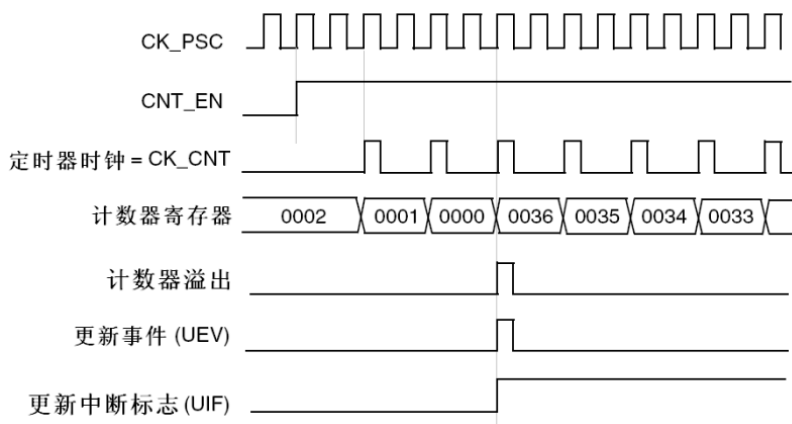 CK_PSC
CNT_EN
定时器时钟 = CK_CNT
计数器寄存器 0002 0001 0000 0036 0035 0034 0033
计数器溢出
更新事件 (UEV)
更新中断标志 (UIF)